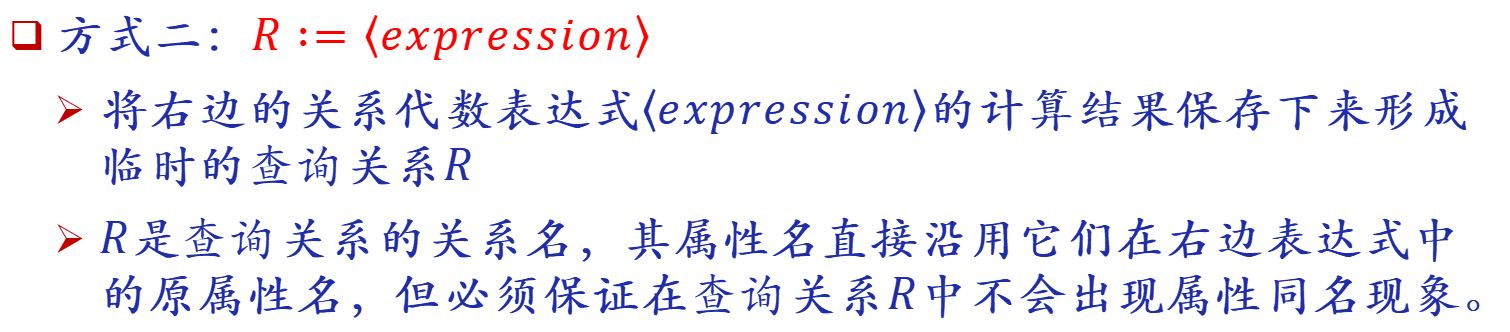 方式二：R := ⟨expression⟩
将右边的关系代数表达式⟨expression⟩的计算结果保存下来形成
临时的查询关系R
R是查询关系的关系名，其属性名直接沿用它们在右边表达式中
的原属性名，但必须保证在查询关系R中不会出现属性同名现象。